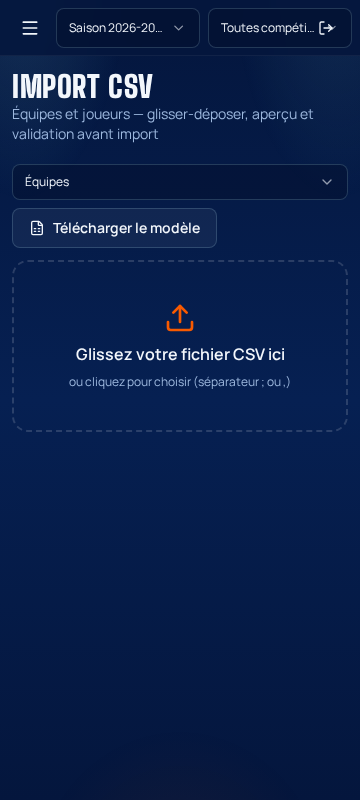 Saison 2026-20...
Toutes compéti...
IMPORT CSV
Équipes et joueurs — glisser-déposer, aperçu et
validation avant import
Équipes
Télécharger le modèle
Glissez votre fichier CSV ici
ou cliquez pour choisir (séparateur ; ou ,)